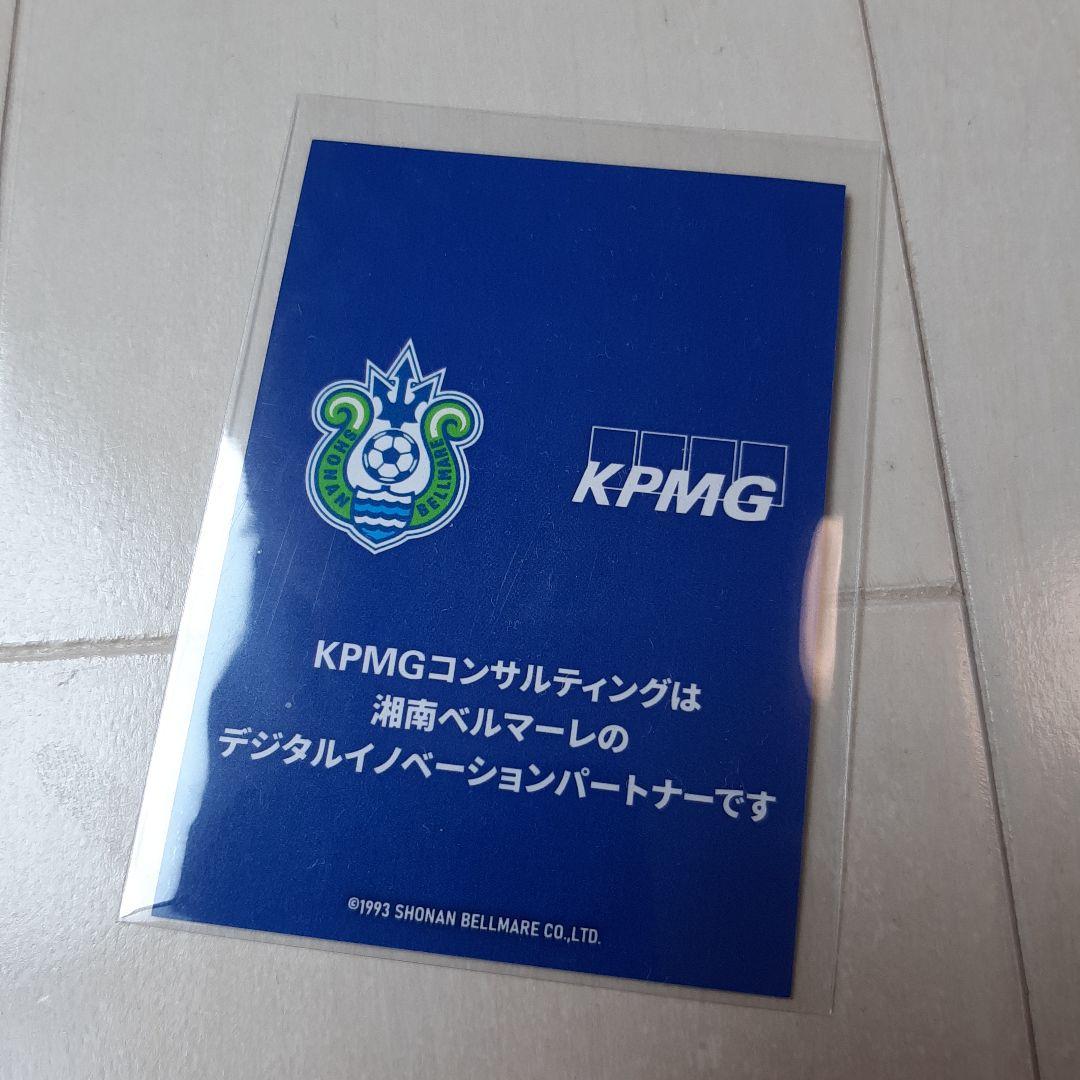 SHONAN
BELLMARE
KPMG
KPMGコンサルティングは
湘南ベルマーレの
デジタルイノベーションパートナーです
©1993 SHONAN BELLMARE CO.,LTD.